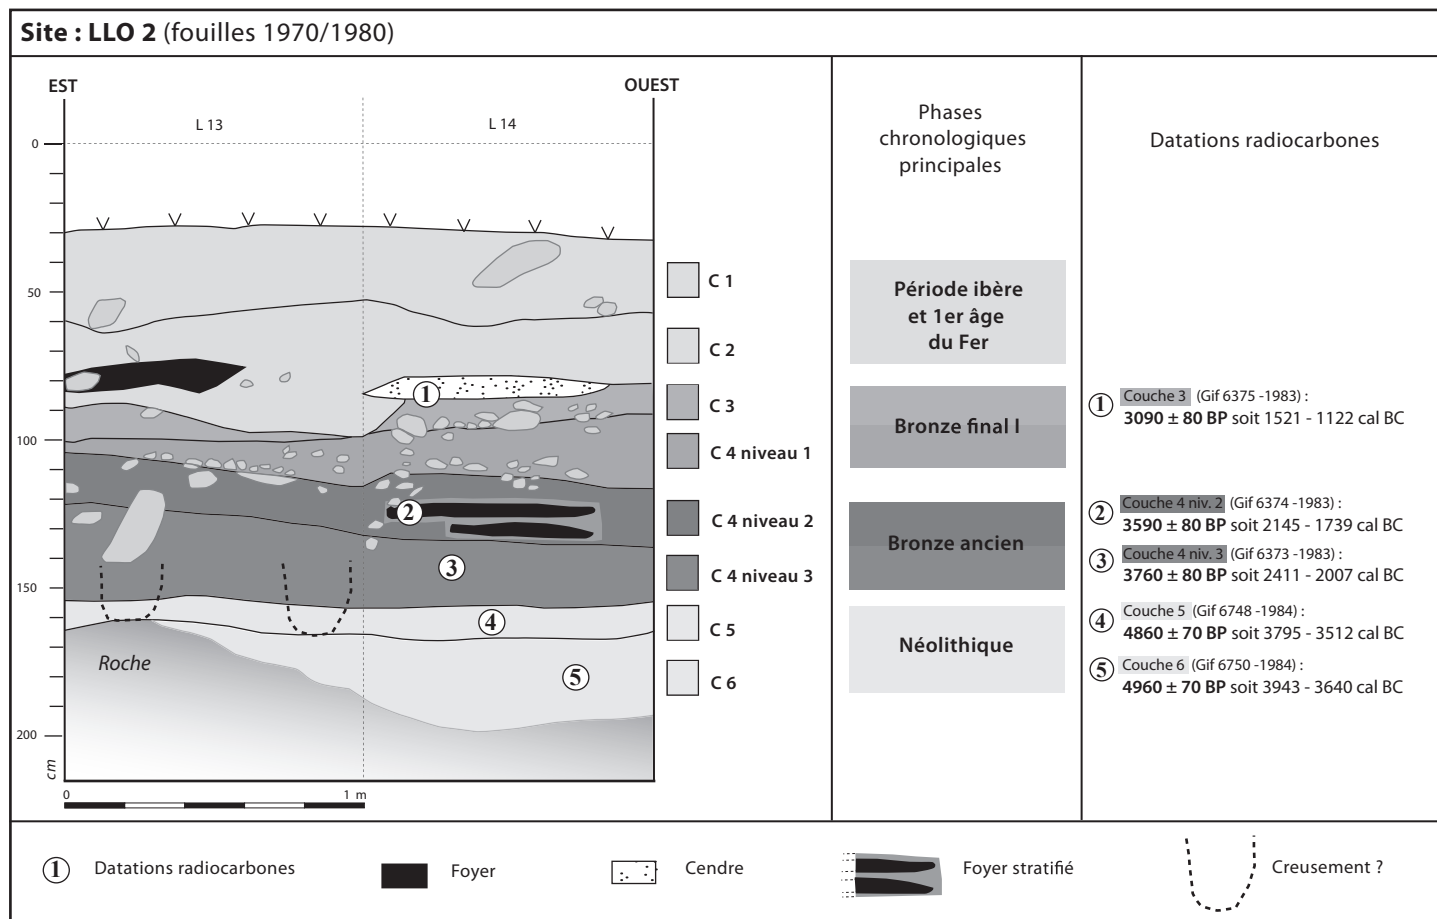 Site : LLO 2 (fouilles 1970/1980)
EST
OUEST
L 13
L 14
0
50
100
150
200
cm
Roche
1
2
3
4
5
0
1 m
C 1
C 2
C 3
C 4 niveau 1
C 4 niveau 2
C 4 niveau 3
C 5
C 6
Phases
chronologiques
principales
Période ibère
et 1er âge
du Fer
Bronze final I
Bronze ancien
Néolithique
Datations radiocarbones
1 Couche 3 (Gif 6375 -1983) :
3090 ± 80 BP soit 1521 - 1122 cal BC
2 Couche 4 niv. 2 (Gif 6374 -1983) :
3590 ± 80 BP soit 2145 - 1739 cal BC
3 Couche 4 niv. 3 (Gif 6373 -1983) :
3760 ± 80 BP soit 2411 - 2007 cal BC
4 Couche 5 (Gif 6748 -1984) :
4860 ± 70 BP soit 3795 - 3512 cal BC
5 Couche 6 (Gif 6750 -1984) :
4960 ± 70 BP soit 3943 - 3640 cal BC
1 Datations radiocarbones
Foyer
Cendre
Foyer stratifié
Creusement ?